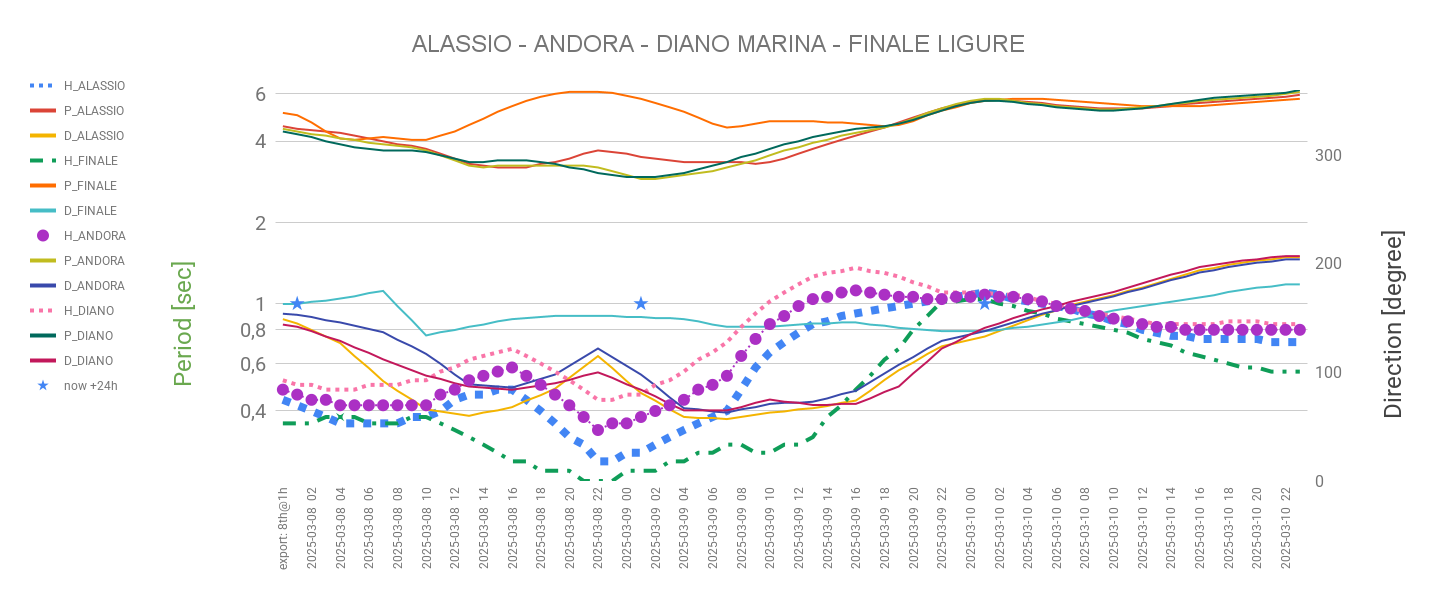 ALASSIO - ANDORA - DIANO MARINA - FINALE LIGURE
H_ALASSIO
P_ALASSIO
D_ALASSIO
H_FINALE
P_FINALE
D_FINALE
H_ANDORA
P_ANDORA
D_ANDORA
H_DIANO
P_DIANO
D_DIANO
now +24h
Period [sec]
6
4
2
1
0,8
0,6
0,4
300
200
100
0
Direction [degree]
export: 8th@1h
2025-03-08 02
2025-03-08 04
2025-03-08 06
2025-03-08 08
2025-03-08 10
2025-03-08 12
2025-03-08 14
2025-03-08 16
2025-03-08 18
2025-03-08 20
2025-03-08 22
2025-03-09 00
2025-03-09 02
2025-03-09 04
2025-03-09 06
2025-03-09 08
2025-03-09 10
2025-03-09 12
2025-03-09 14
2025-03-09 16
2025-03-09 18
2025-03-09 20
2025-03-09 22
2025-03-10 00
2025-03-10 02
2025-03-10 04
2025-03-10 06
2025-03-10 08
2025-03-10 10
2025-03-10 12
2025-03-10 14
2025-03-10 16
2025-03-10 18
2025-03-10 20
2025-03-10 22